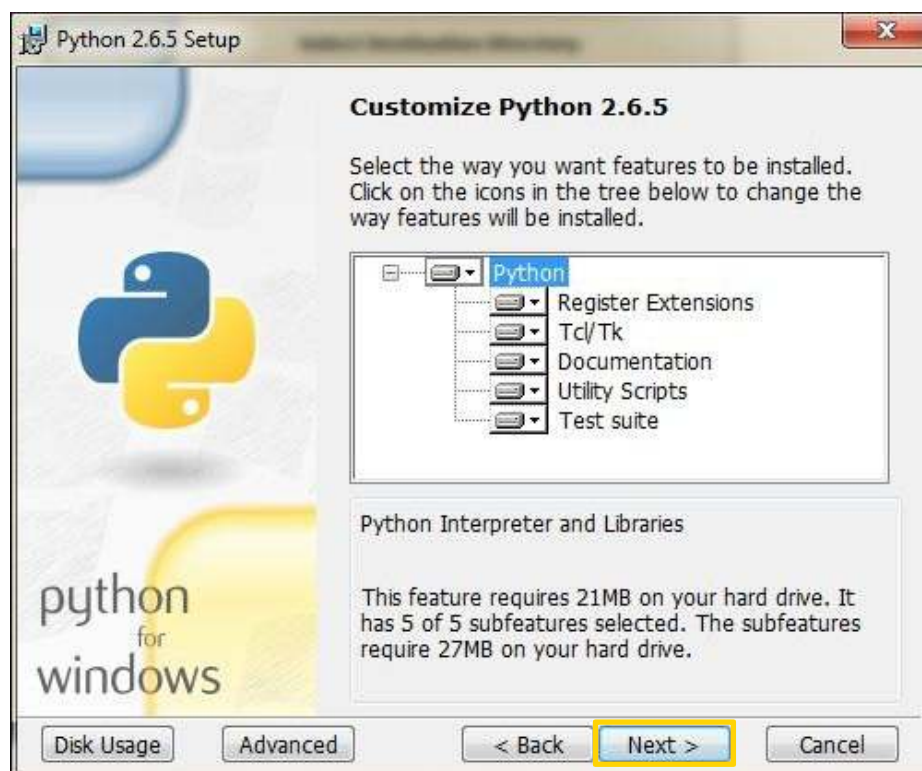 Python 2.6.5 Setup
Customize Python 2.6.5
Select the way you want features to be installed.
Click on the icons in the tree below to change the
way features will be installed.
Python
Register Extensions
Tcl/Tk
Documentation
Utility Scripts
Test suite
Python Interpreter and Libraries
This feature requires 21MB on your hard drive. It
has 5 of 5 subfeatures selected. The subfeatures
require 27MB on your hard drive.
python
for
windows
Disk Usage
Advanced
< Back
Next >
Cancel